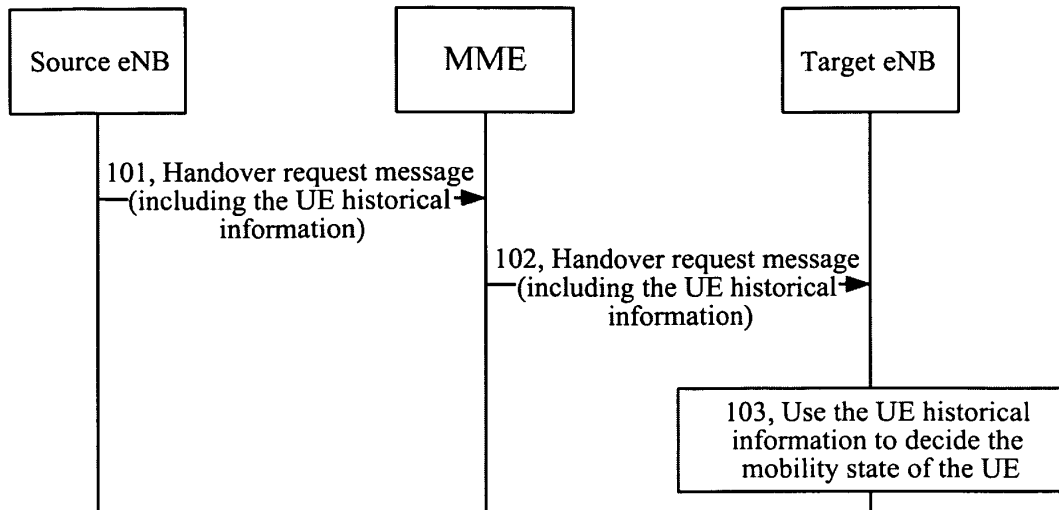 Source eNB
MME
Target eNB
101, Handover request message
(including the UE historical
information)
102, Handover request message
(including the UE historical
information)
103, Use the UE historical
information to decide the
mobility state of the UE